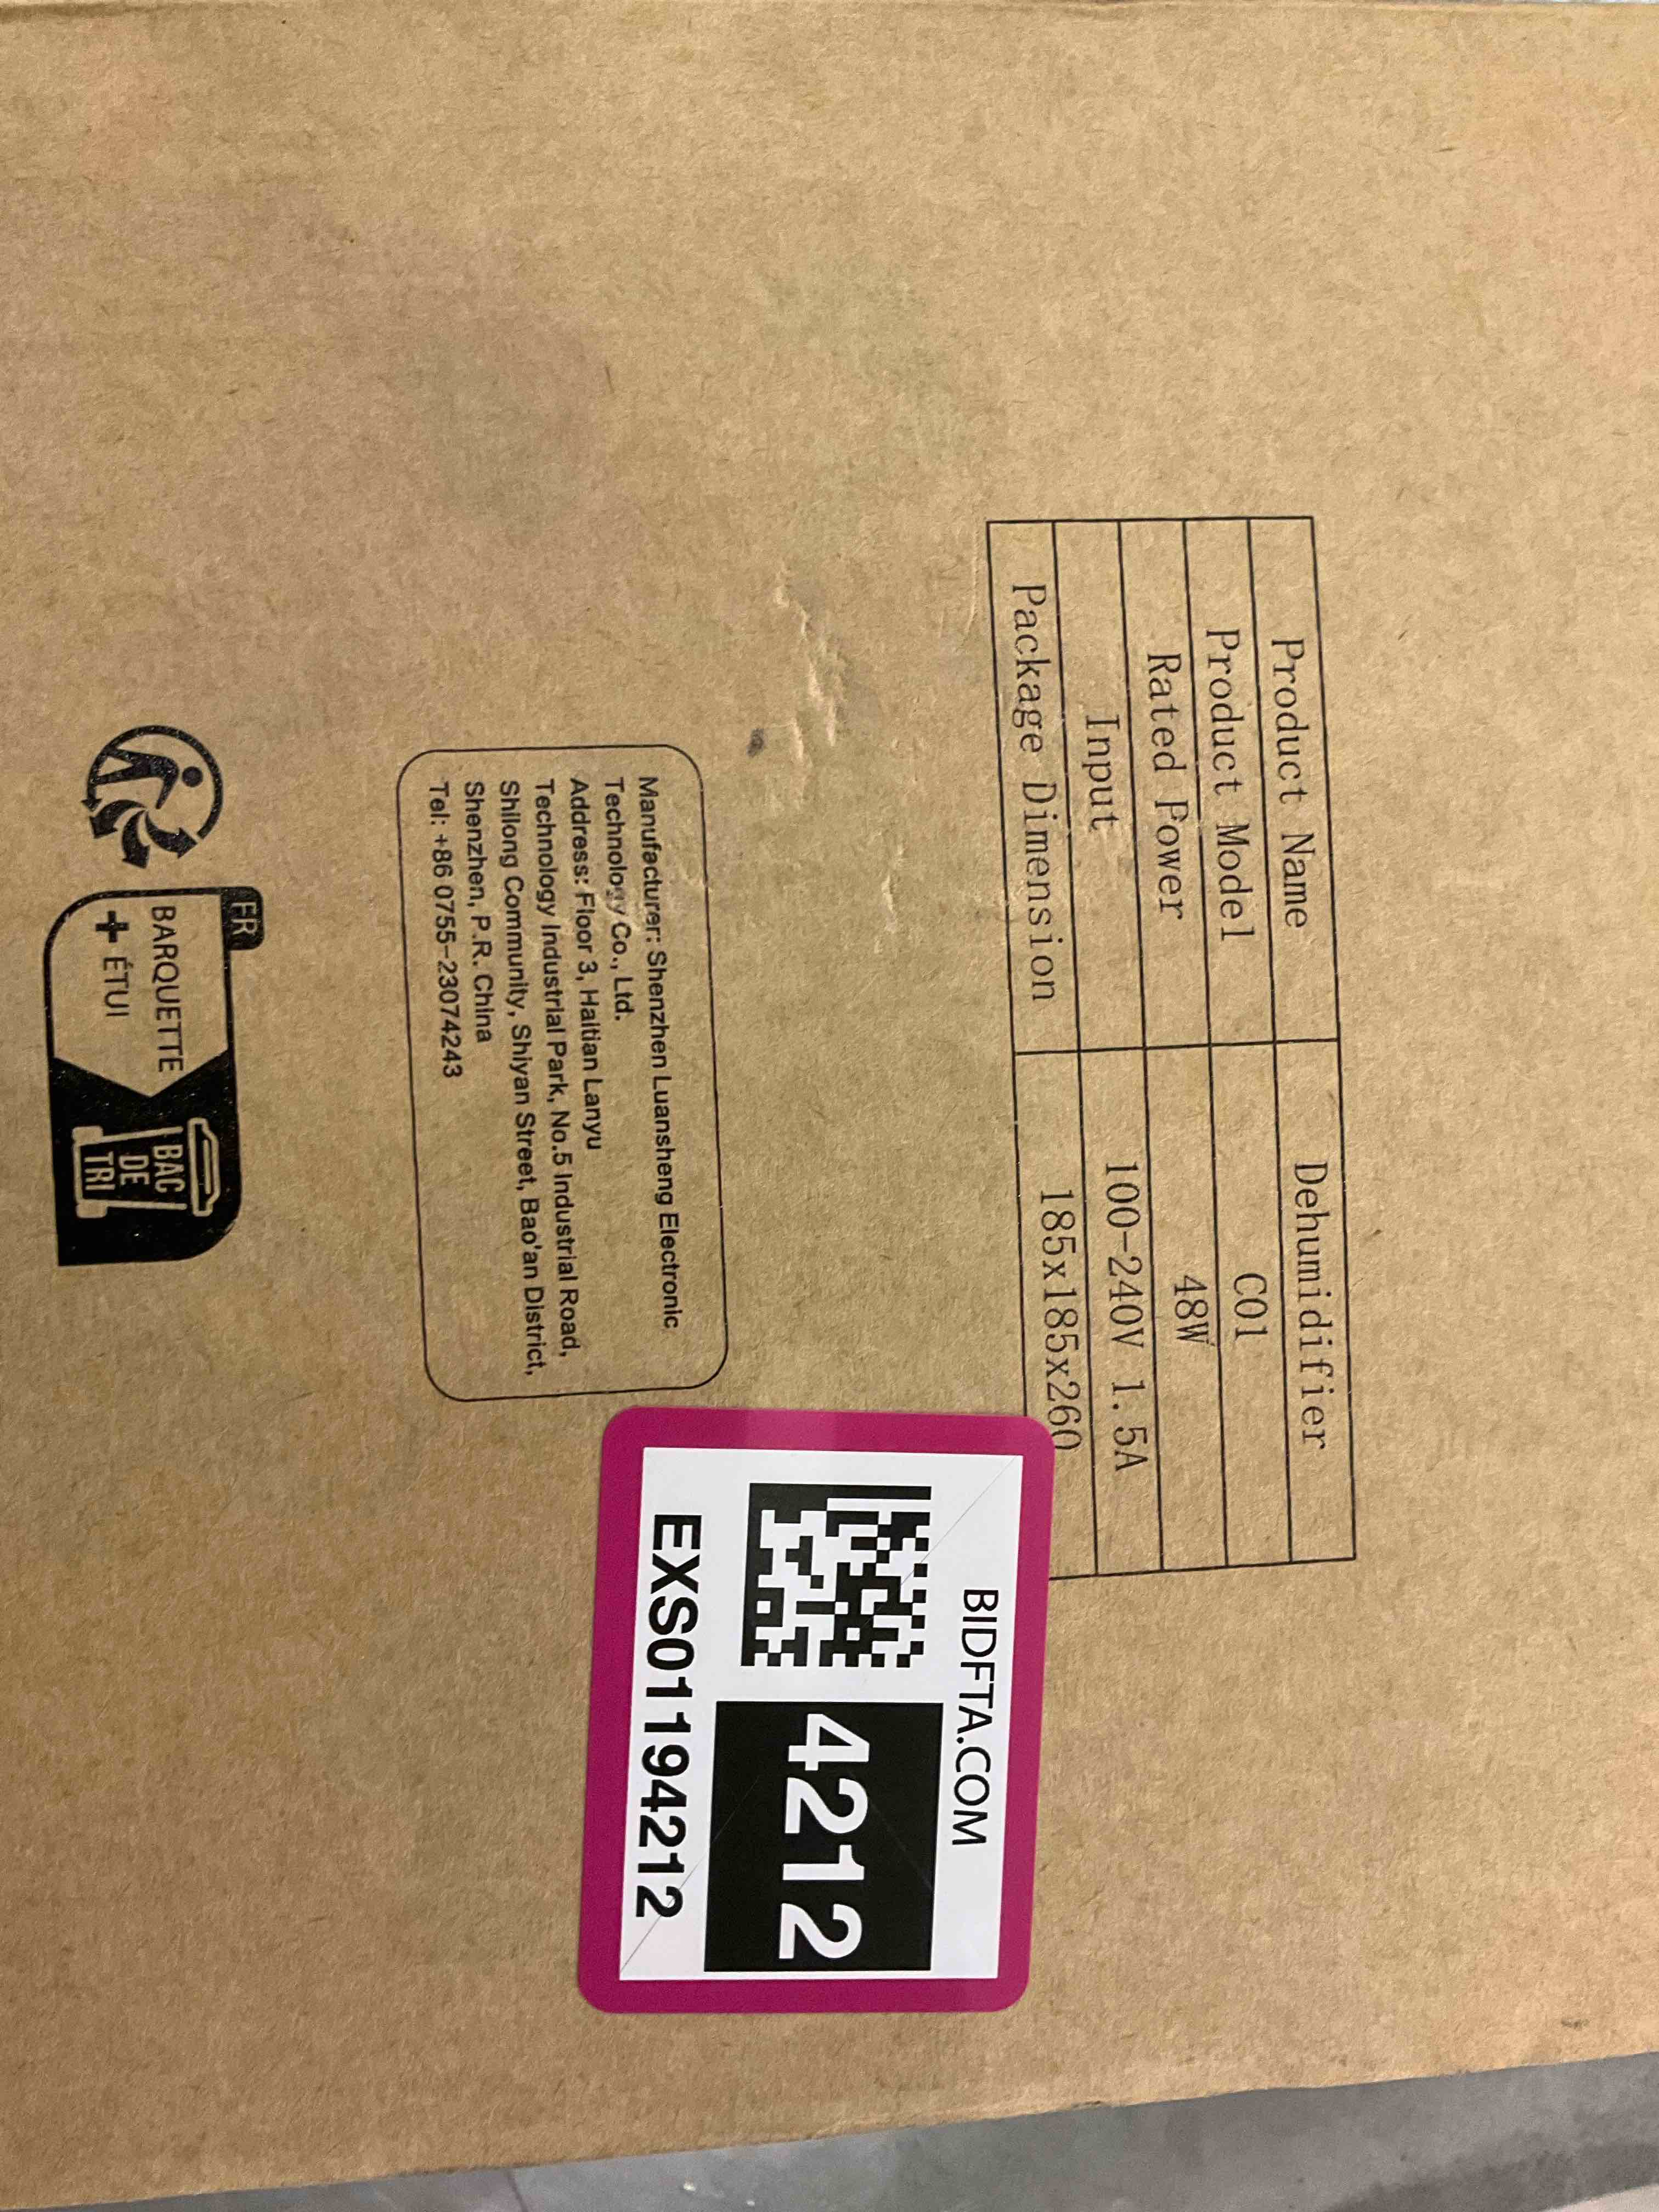 Product Name Dehumidifier
Product Model C01
Rated Power 48W
Input 100-240V 1.5A
Package Dimension 185x185x260
Manufacturer: Shenzhen Luansheng Electronic
Technology Co., Ltd.
Address: Floor 3, Haitian Lanyu
Technology Industrial Park, No.5 Industrial Road,
Shilong Community, Shiyan Street, Bao'an District,
Shenzhen, P.R. China
Tel: +86 0755-23074243
BIDFTA.COM
4212
EXS01194212
FR
BARQUETTE
+ ÉTUI
BAC
DE
TRI